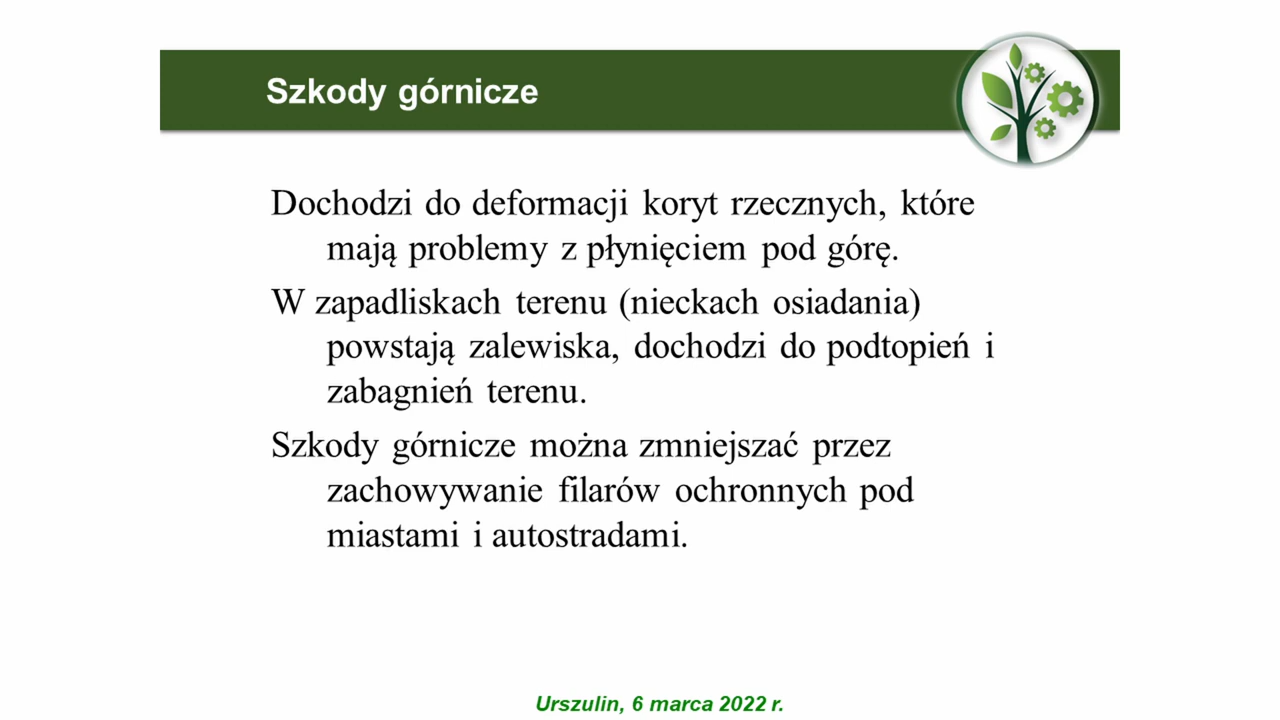 Szkody górnicze
Dochodzi do deformacji koryt rzecznych, które
mają problemy z płynięciem pod górę.
W zapadliskach terenu (nieckach osiadania)
powstają zalewiska, dochodzi do podtopień i
zabagnień terenu.
Szkody górnicze można zmniejszać przez
zachowywanie filarów ochronnych pod
miastami i autostradami.
Urszulin, 6 marca 2022 r.